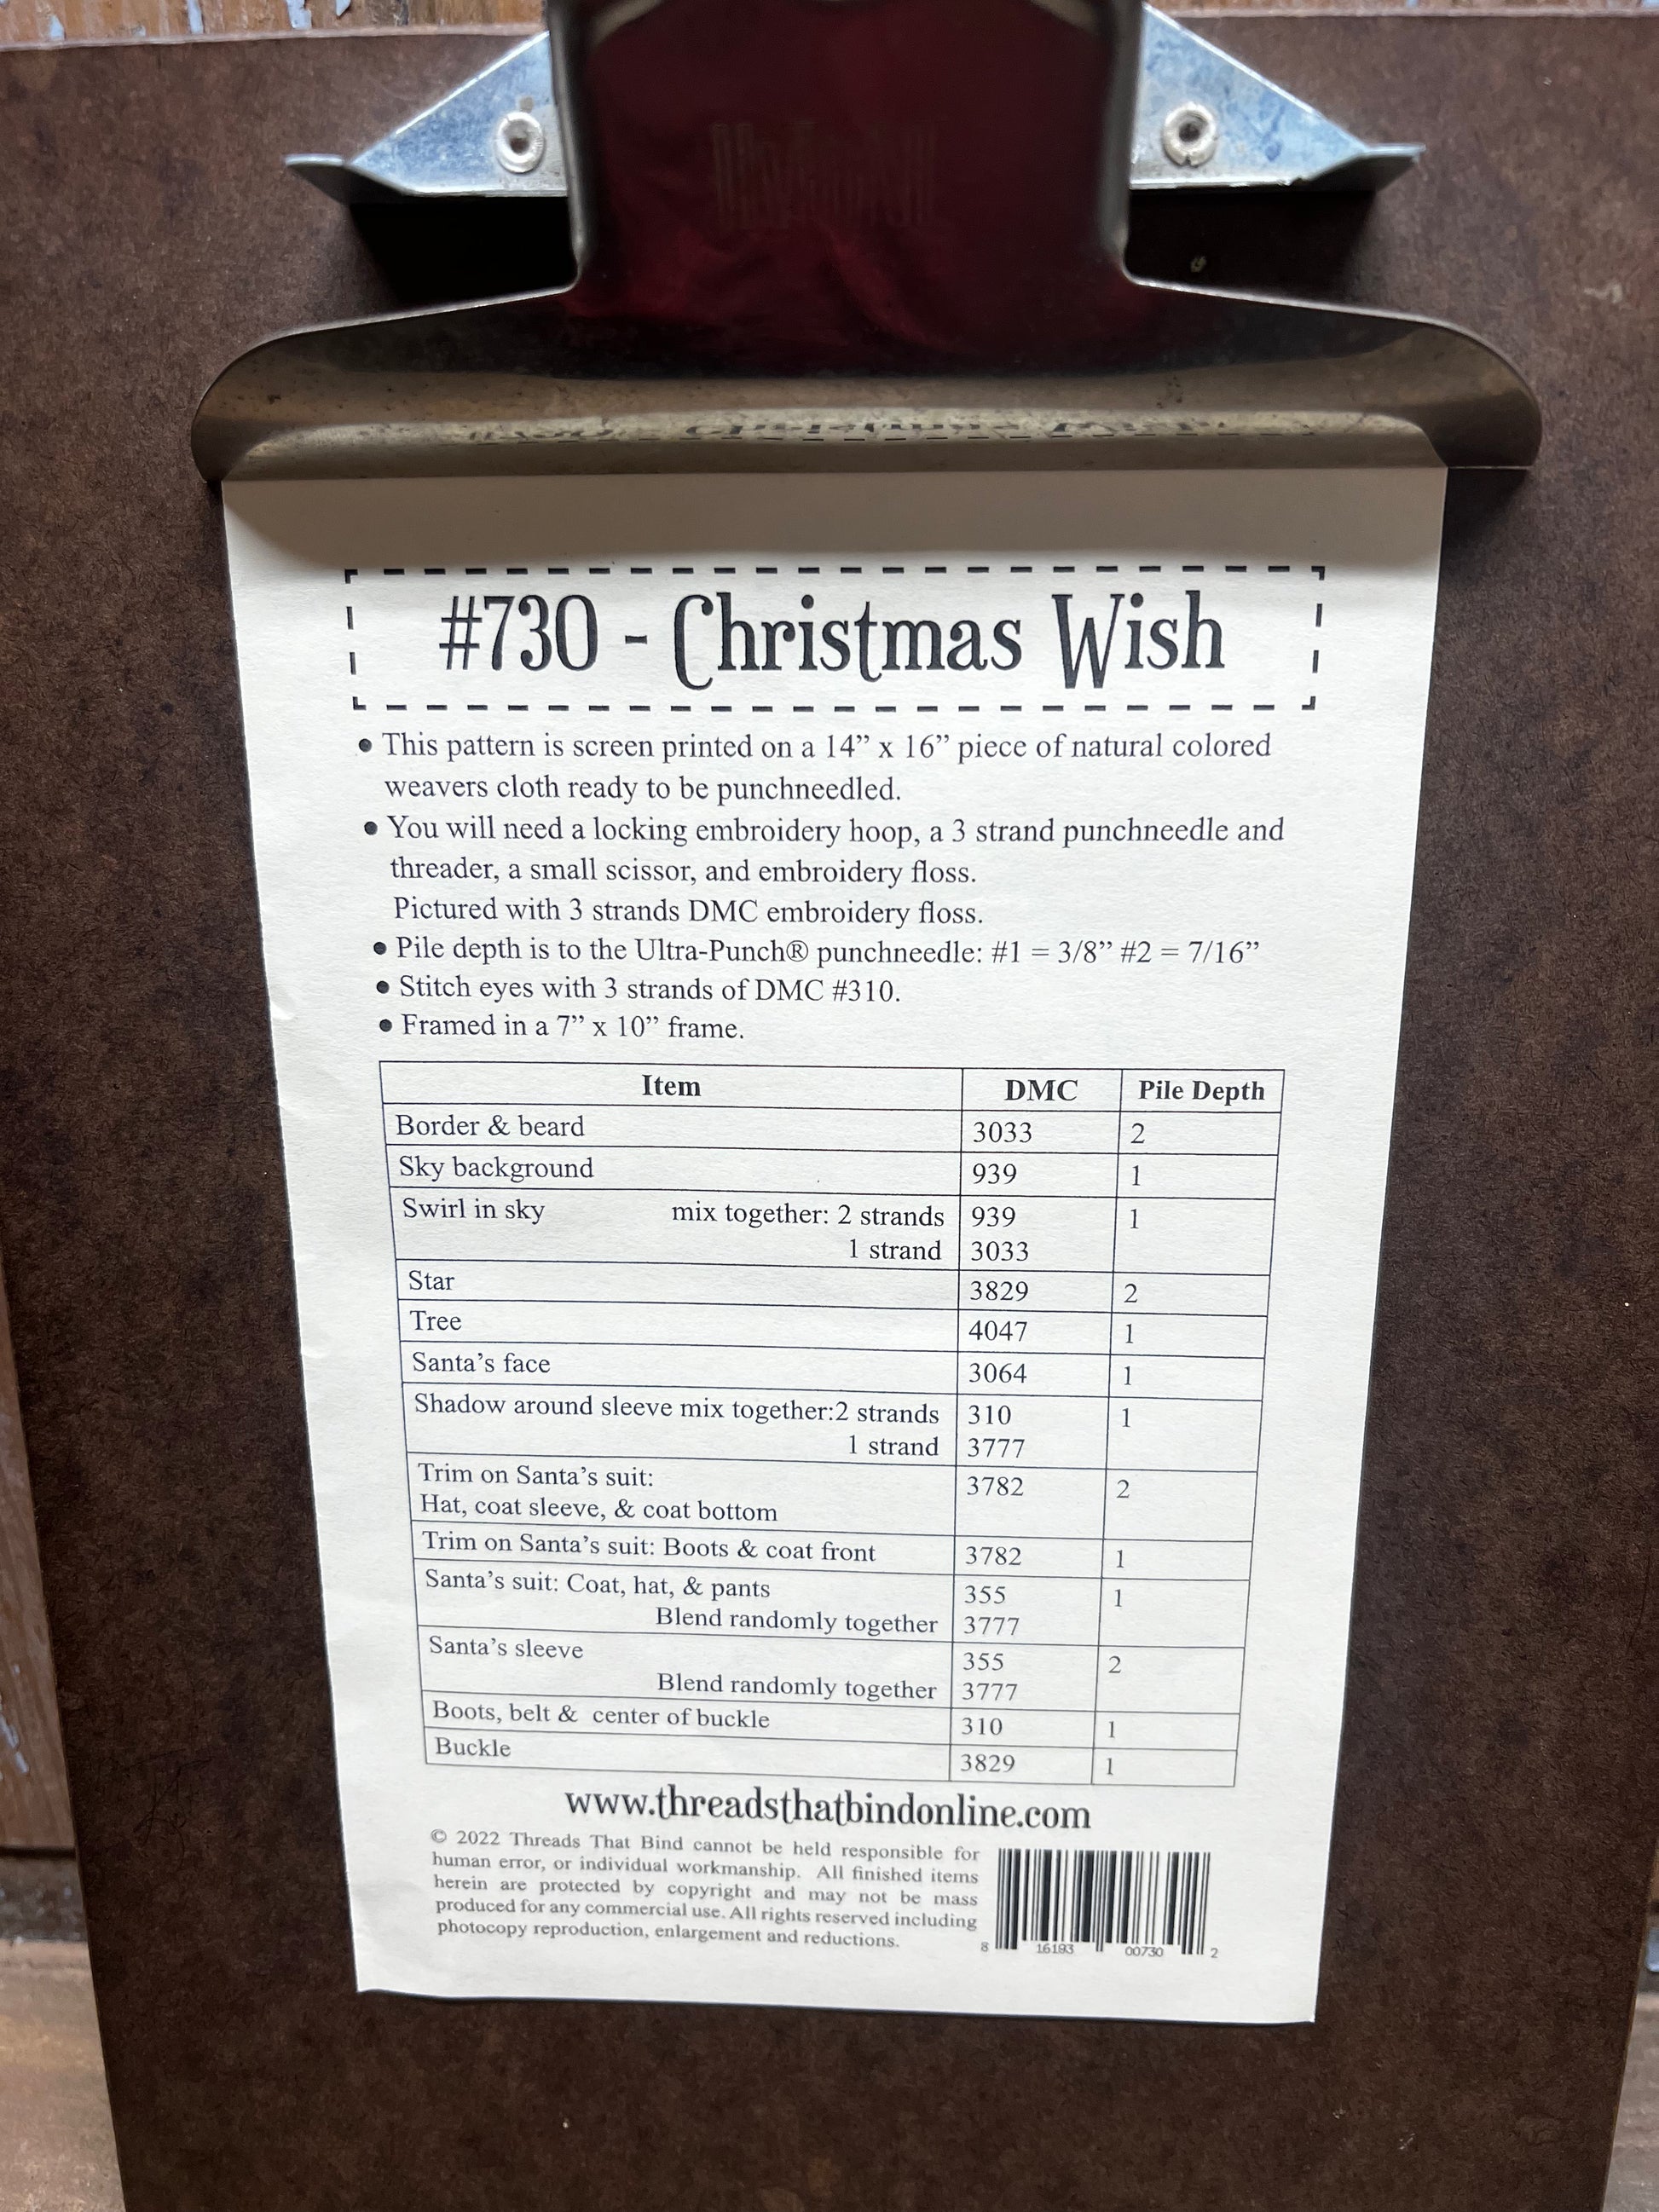 #730 - Christmas Wish
• This pattern is screen printed on a 14” x 16” piece of natural colored
weavers cloth ready to be punchneedled.
• You will need a locking embroidery hoop, a 3 strand punchneedle and
threader, a small scissor, and embroidery floss.
Pictured with 3 strands DMC embroidery floss.
• Pile depth is to the Ultra-Punch® punchneedle: #1 = 3/8” #2 = 7/16”
• Stitch eyes with 3 strands of DMC #310.
• Framed in a 7” x 10” frame.
Item DMC Pile Depth
Border & beard 3033 2
Sky background 939 1
Swirl in sky mix together: 2 strands 939 1
1 strand 3033
Star 3829 2
Tree 4047 1
Santa’s face 3064 1
Shadow around sleeve mix together:2 strands 310 1
1 strand 3777
Trim on Santa’s suit: 3782 2
Hat, coat sleeve, & coat bottom
Trim on Santa’s suit: Boots & coat front 3782 1
Santa’s suit: Coat, hat, & pants 355 1
Blend randomly together 3777
Santa’s sleeve 355 2
Blend randomly together 3777
Boots, belt & center of buckle 310 1
Buckle 3829 1
www.threadsthatbindonline.com
© 2022 Threads That Bind cannot be held responsible for
human error, or individual workmanship. All finished items
herein are protected by copyright and may not be mass
produced for any commercial use. All rights reserved including
photocopy reproduction, enlargement and reductions.
8 16193 00730 2